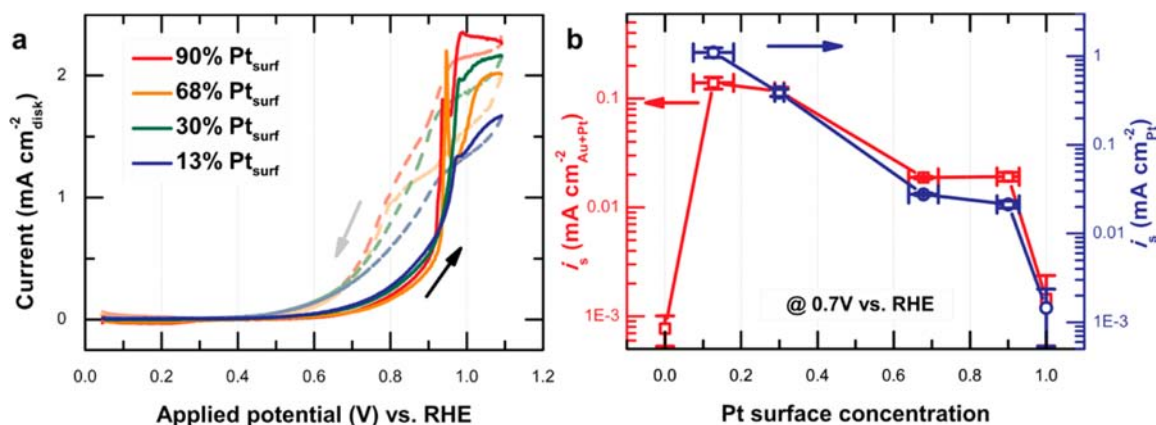 a
90% Pt_surf
68% Pt_surf
30% Pt_surf
13% Pt_surf
Current (mA cm⁻²_disk)
2
1
0
0.0 0.2 0.4 0.6 0.8 1.0 1.2
Applied potential (V) vs. RHE
b
i_s (mA cm⁻²_Au+Pt)
0.1
0.01
1E-3
@ 0.7V vs. RHE
1
0.1
0.01
1E-3
i_s (mA cm⁻²_Pt)
0.0 0.2 0.4 0.6 0.8 1.0
Pt surface concentration